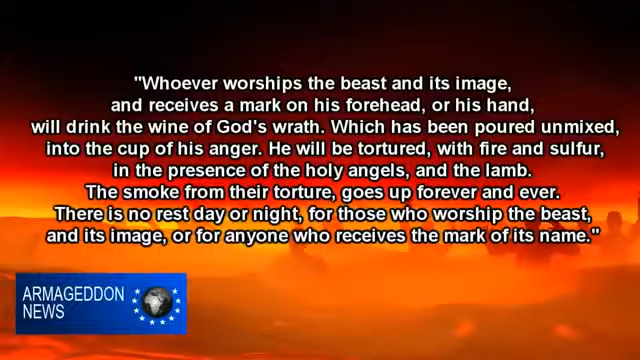 "Whoever worships the beast and its image,
and receives a mark on his forehead, or his hand,
will drink the wine of God's wrath. Which has been poured unmixed,
into the cup of his anger. He will be tortured, with fire and sulfur,
in the presence of the holy angels, and the lamb.
The smoke from their torture, goes up forever and ever.
There is no rest day or night, for those who worship the beast,
and its image, or for anyone who receives the mark of its name."
ARMAGEDDON
NEWS